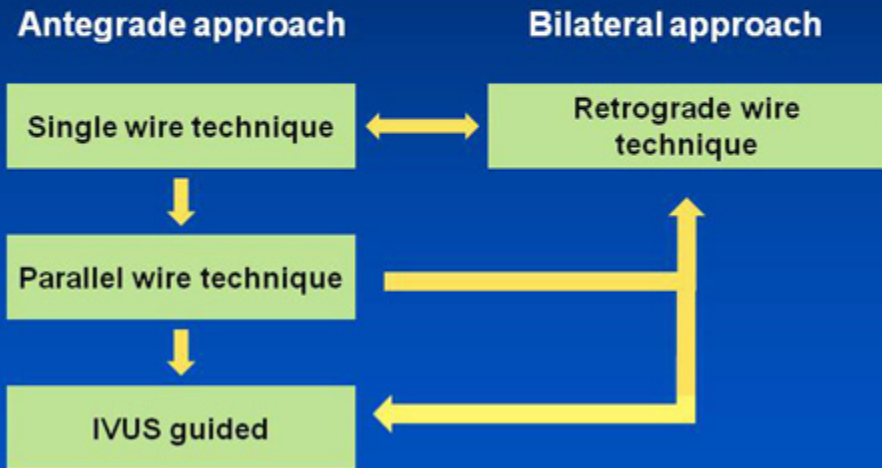 Antegrade approach
Bilateral approach
Single wire technique
Retrograde wire
technique
Parallel wire technique
IVUS guided